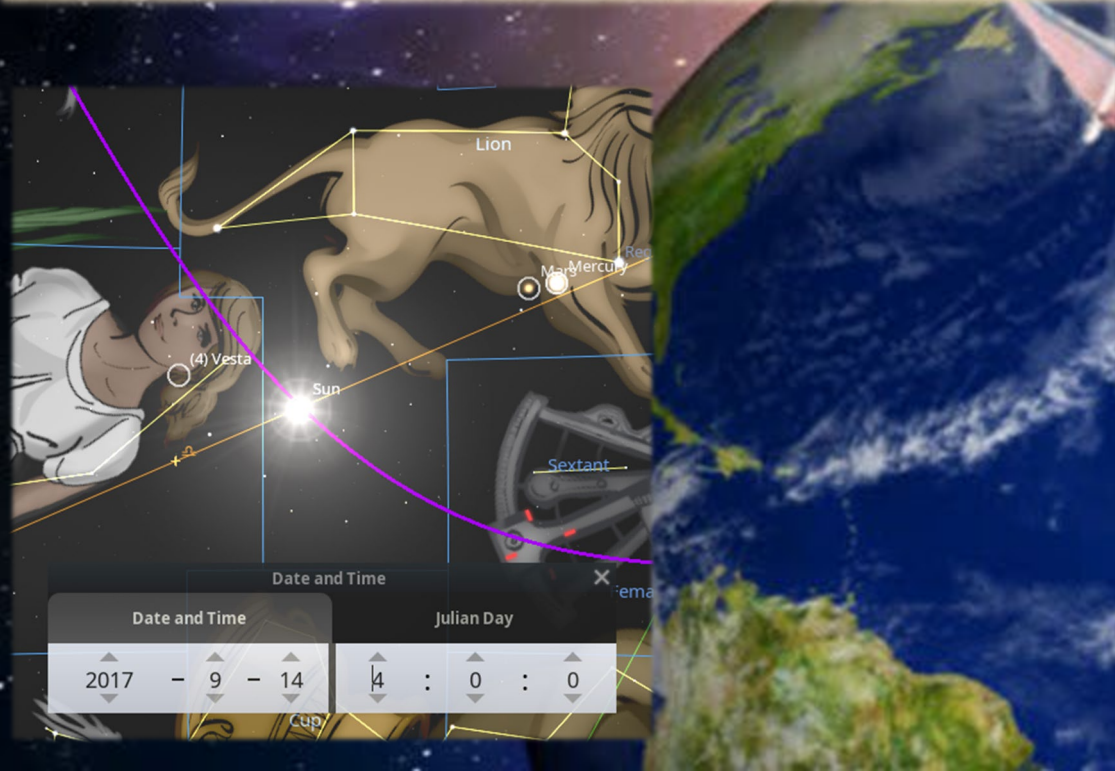 Lion
Rec
Mars
Mercury
(4) Vesta
Sun
♎
Sextant
Date and Time
Date and Time
Julian Day
2017 - 9 - 14
4 : 0 : 0
Cup